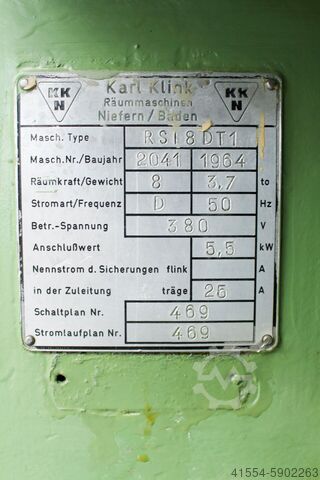 KKN Karl Klink KKN
Räummaschinen
Niefern / Baden
Masch. Type RSI8DT1
Masch.Nr./Baujahr 2041 1964
Räumkraft/Gewicht 8 3,7 to
Stromart/Frequenz D 50 Hz
Betr.-Spannung 380 V
Anschlußwert 5,5 kW
Nennstrom d. Sicherungen flink A
in der Zuleitung träge 25 A
Schaltplan Nr. 469
Stromlaufplan Nr. 469
41554-5902263